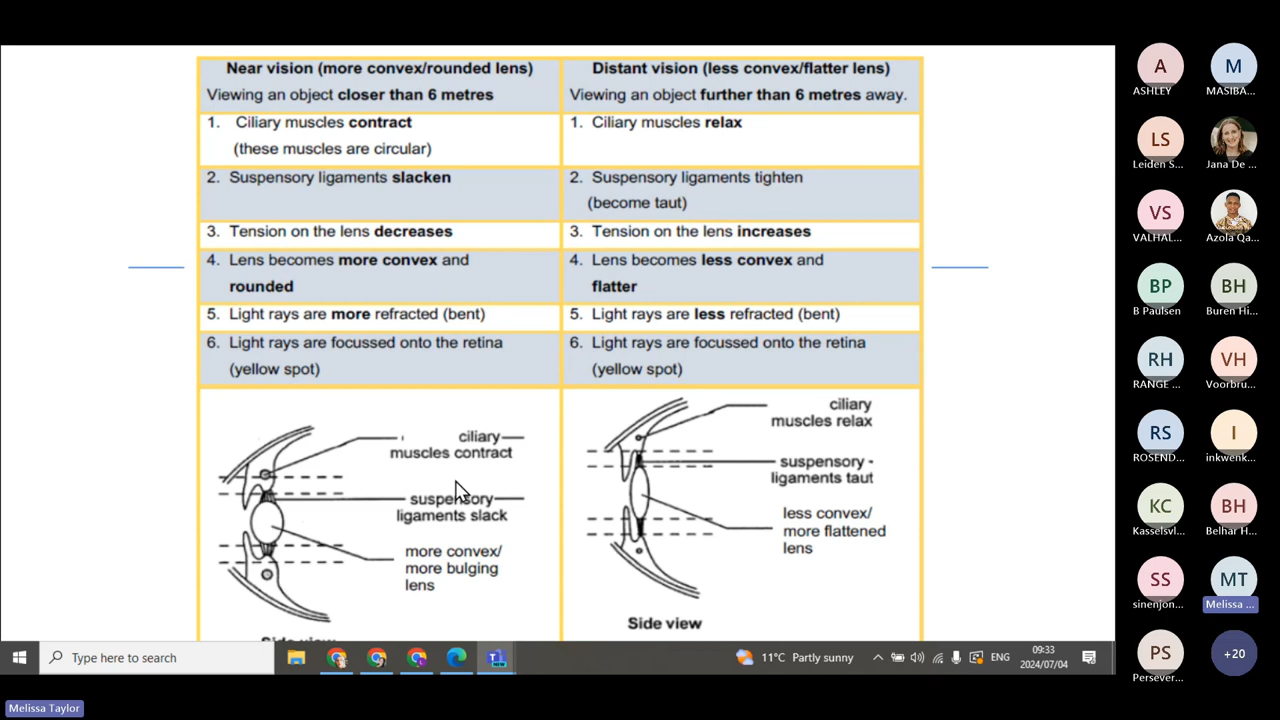 Near vision (more convex/rounded lens)
Viewing an object closer than 6 metres
Distant vision (less convex/flatter lens)
Viewing an object further than 6 metres away.
1. Ciliary muscles contract
(these muscles are circular)
1. Ciliary muscles relax
2. Suspensory ligaments slacken
2. Suspensory ligaments tighten
(become taut)
3. Tension on the lens decreases
3. Tension on the lens increases
4. Lens becomes more convex and
rounded
4. Lens becomes less convex and
flatter
5. Light rays are more refracted (bent)
5. Light rays are less refracted (bent)
6. Light rays are focussed onto the retina
(yellow spot)
6. Light rays are focussed onto the retina
(yellow spot)
ciliary
muscles contract
suspensory
ligaments slack
more convex/
more bulging
lens
ciliary
muscles relax
suspensory
ligaments taut
less convex/
more flattened
lens
Side view
Side view
A
ASHLEY
M
MASIBA...
LS
Leiden S...
Jana De ...
VS
VALHAL...
Azola Qa...
BP
B Paulsen
BH
Buren Hi...
RH
RANGE ...
VH
Voorbru...
RS
ROSEND...
I
inkwenk...
KC
Kasselsvl...
BH
Belhar H...
SS
sinenjon...
MT
Melissa ...
PS
Persever...
+20
Type here to search
11°C Partly sunny
ENG
09:33
2024/07/04
Melissa Taylor